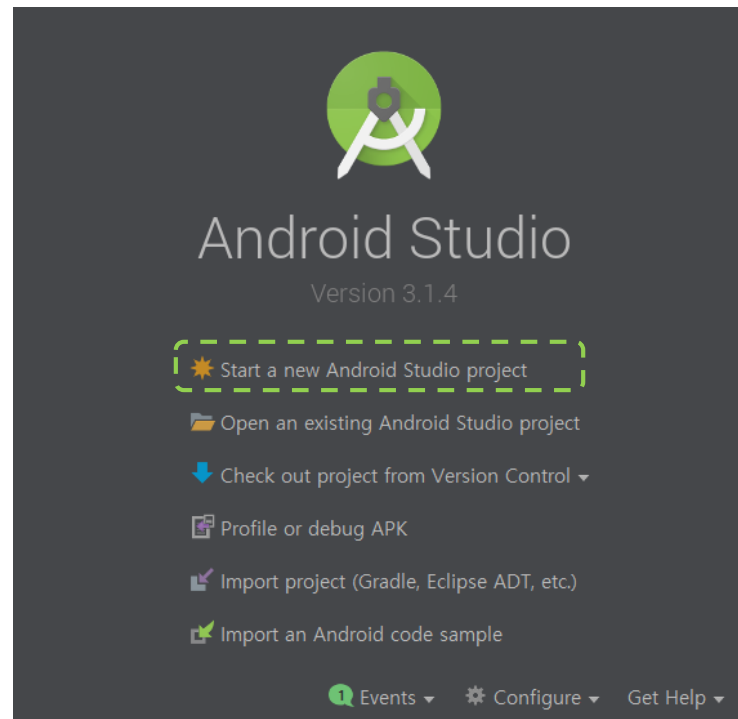 Android Studio
Version 3.1.4
Start a new Android Studio project
Open an existing Android Studio project
Check out project from Version Control
Profile or debug APK
Import project (Gradle, Eclipse ADT, etc.)
Import an Android code sample
1 Events Configure Get Help